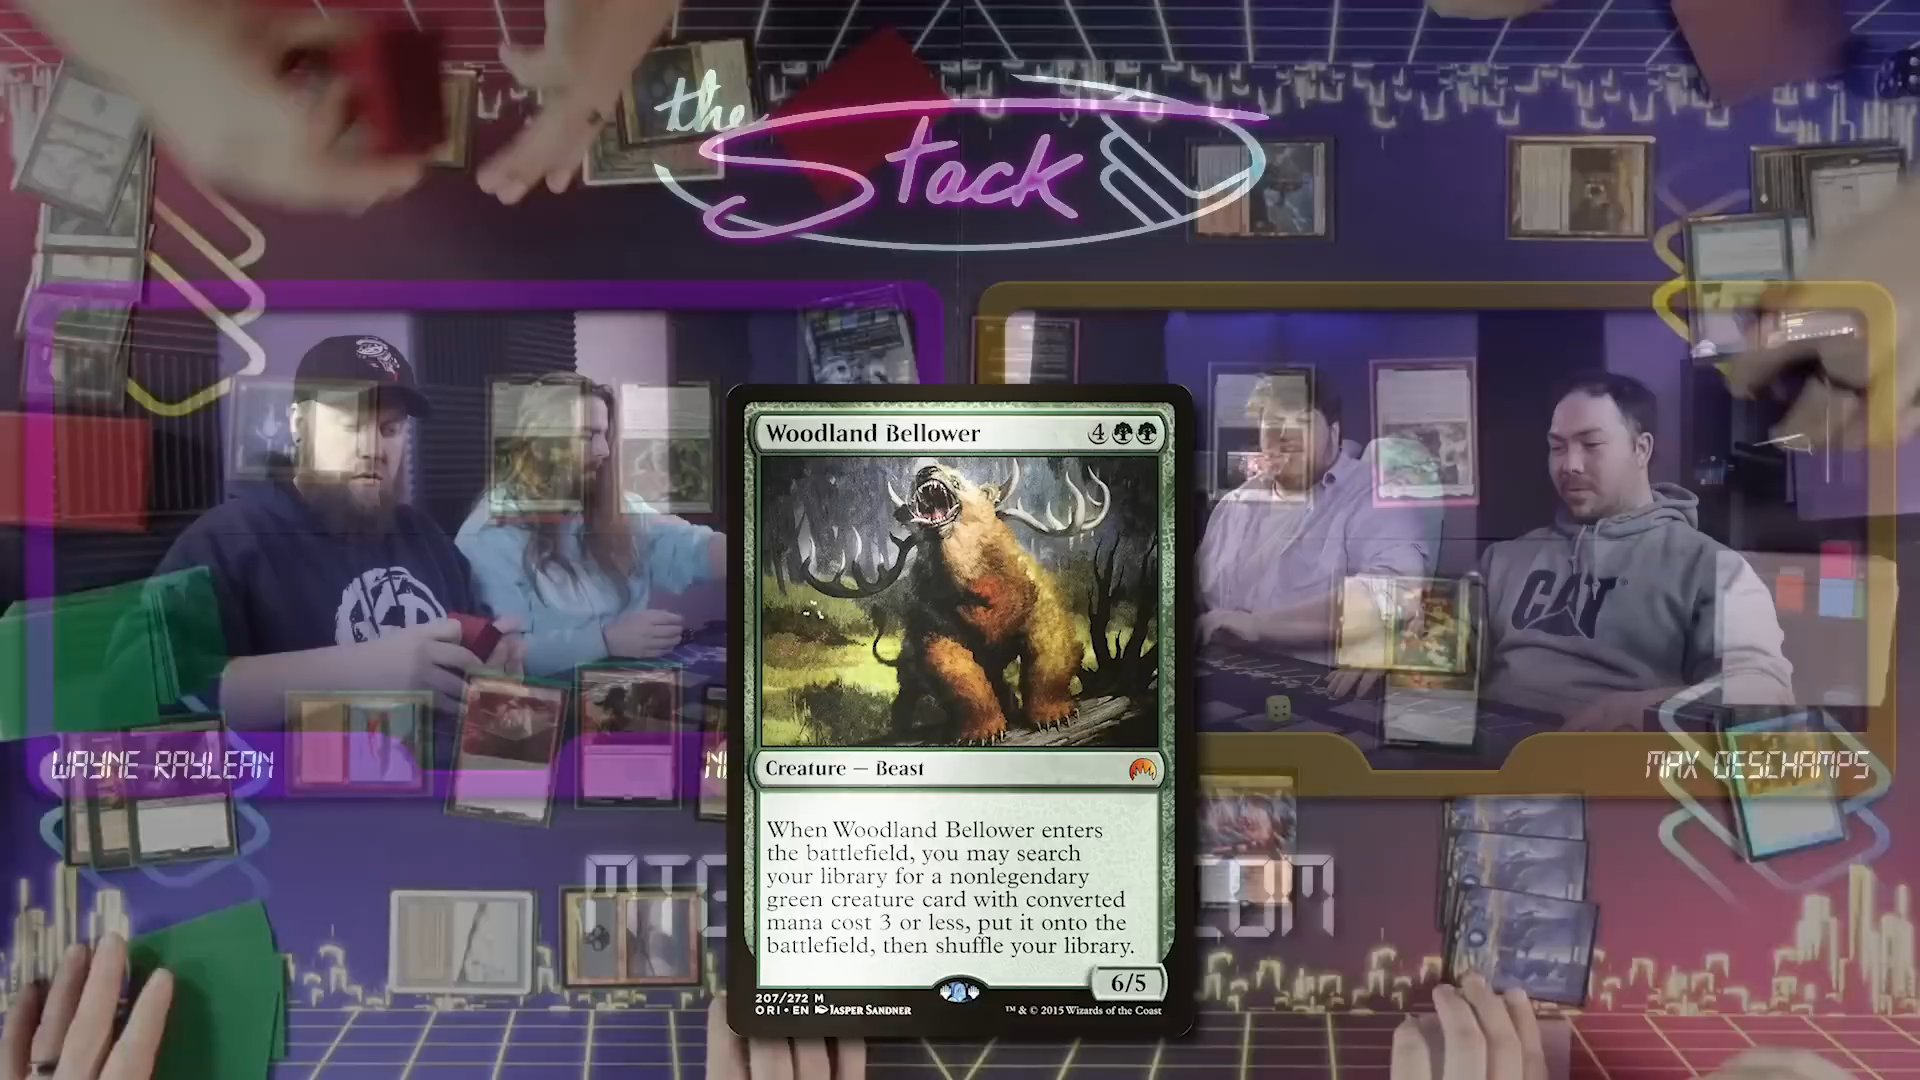 the
Stack
Woodland Bellower 4
WAYNE RAYLEAN
MAX DESCHAMPS
CAT
Creature — Beast
When Woodland Bellower enters
the battlefield, you may search
your library for a nonlegendary
green creature card with converted
mana cost 3 or less, put it onto the
battlefield, then shuffle your library.
6/5
207/272 M
ORI • EN JASPER SANDNER
™ & © 2015 Wizards of the Coast